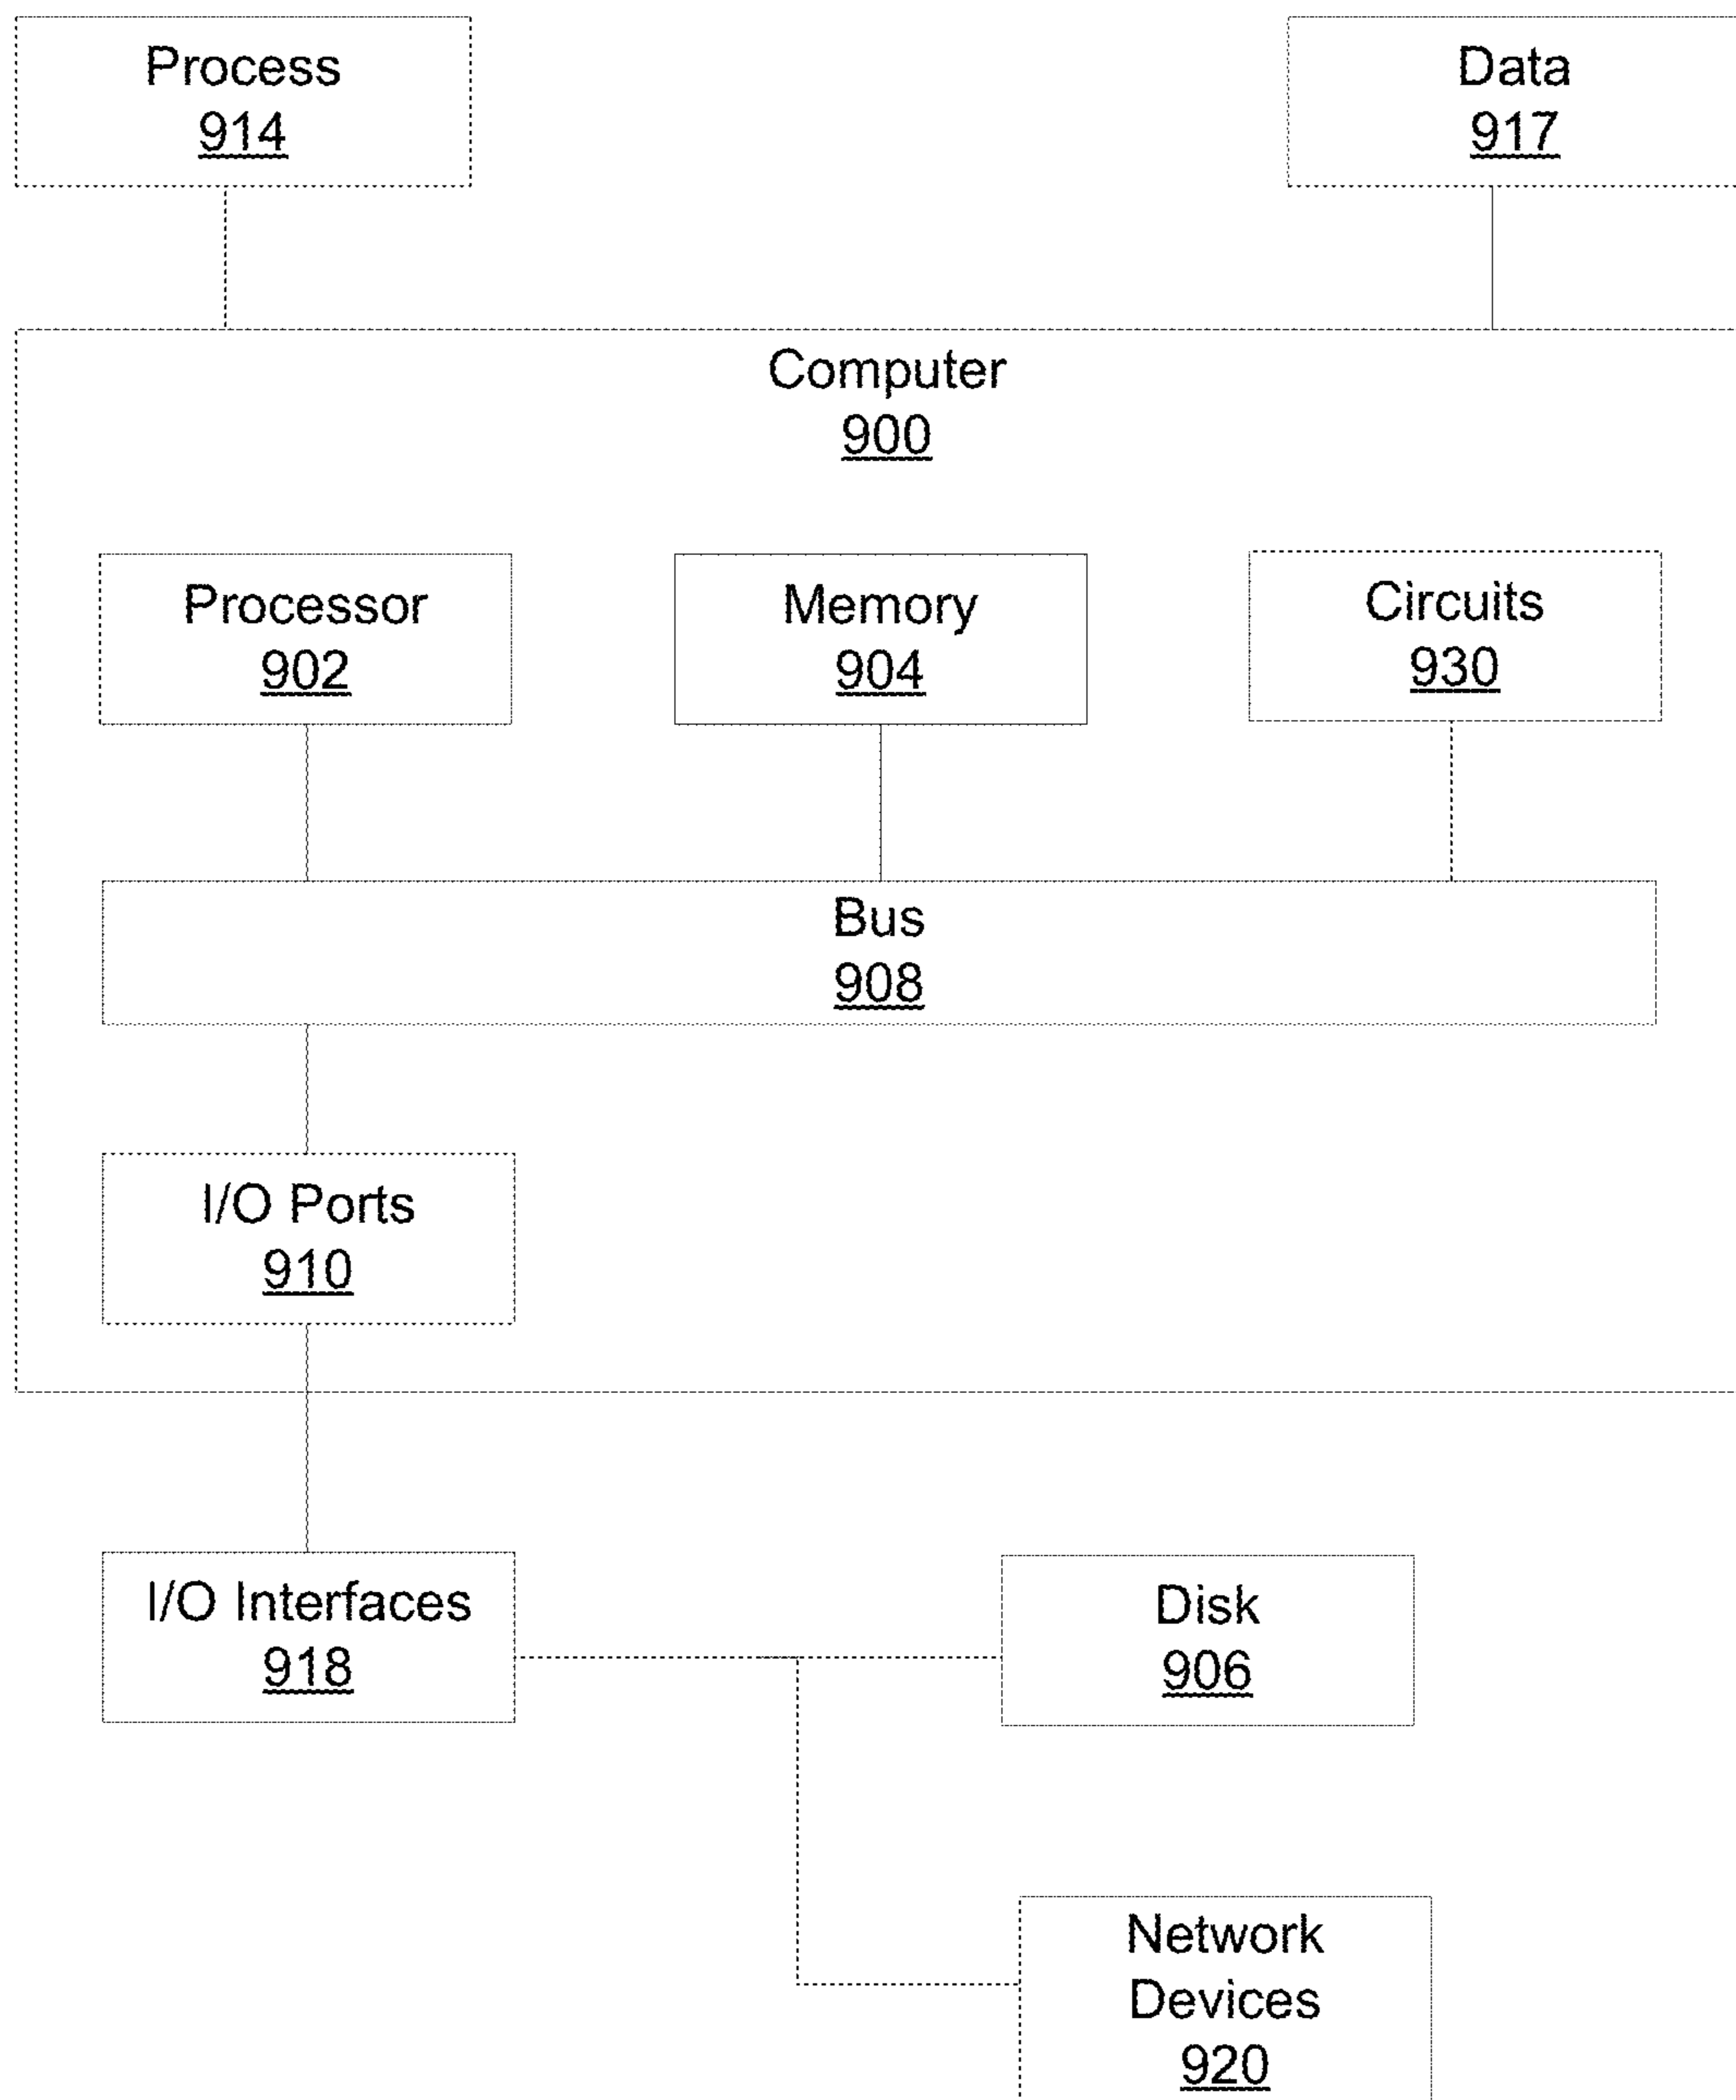 Process
914
Data
917
Computer
900
Processor
902
Memory
904
Circuits
930
Bus
908
I/O Ports
910
I/O Interfaces
918
Disk
906
Network
Devices
920